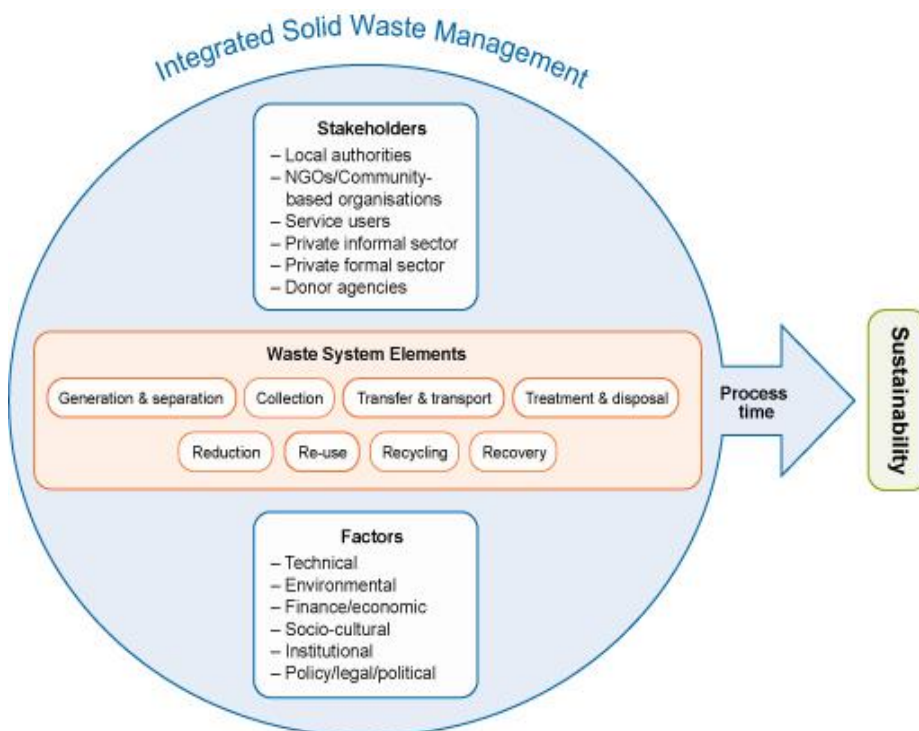 Integrated Solid Waste Management
Stakeholders
– Local authorities
– NGOs/Community-
based organisations
– Service users
– Private informal sector
– Private formal sector
– Donor agencies
Waste System Elements
Generation & separation
Collection
Transfer & transport
Treatment & disposal
Reduction
Re-use
Recycling
Recovery
Process
time
Sustainability
Factors
– Technical
– Environmental
– Finance/economic
– Socio-cultural
– Institutional
– Policy/legal/political